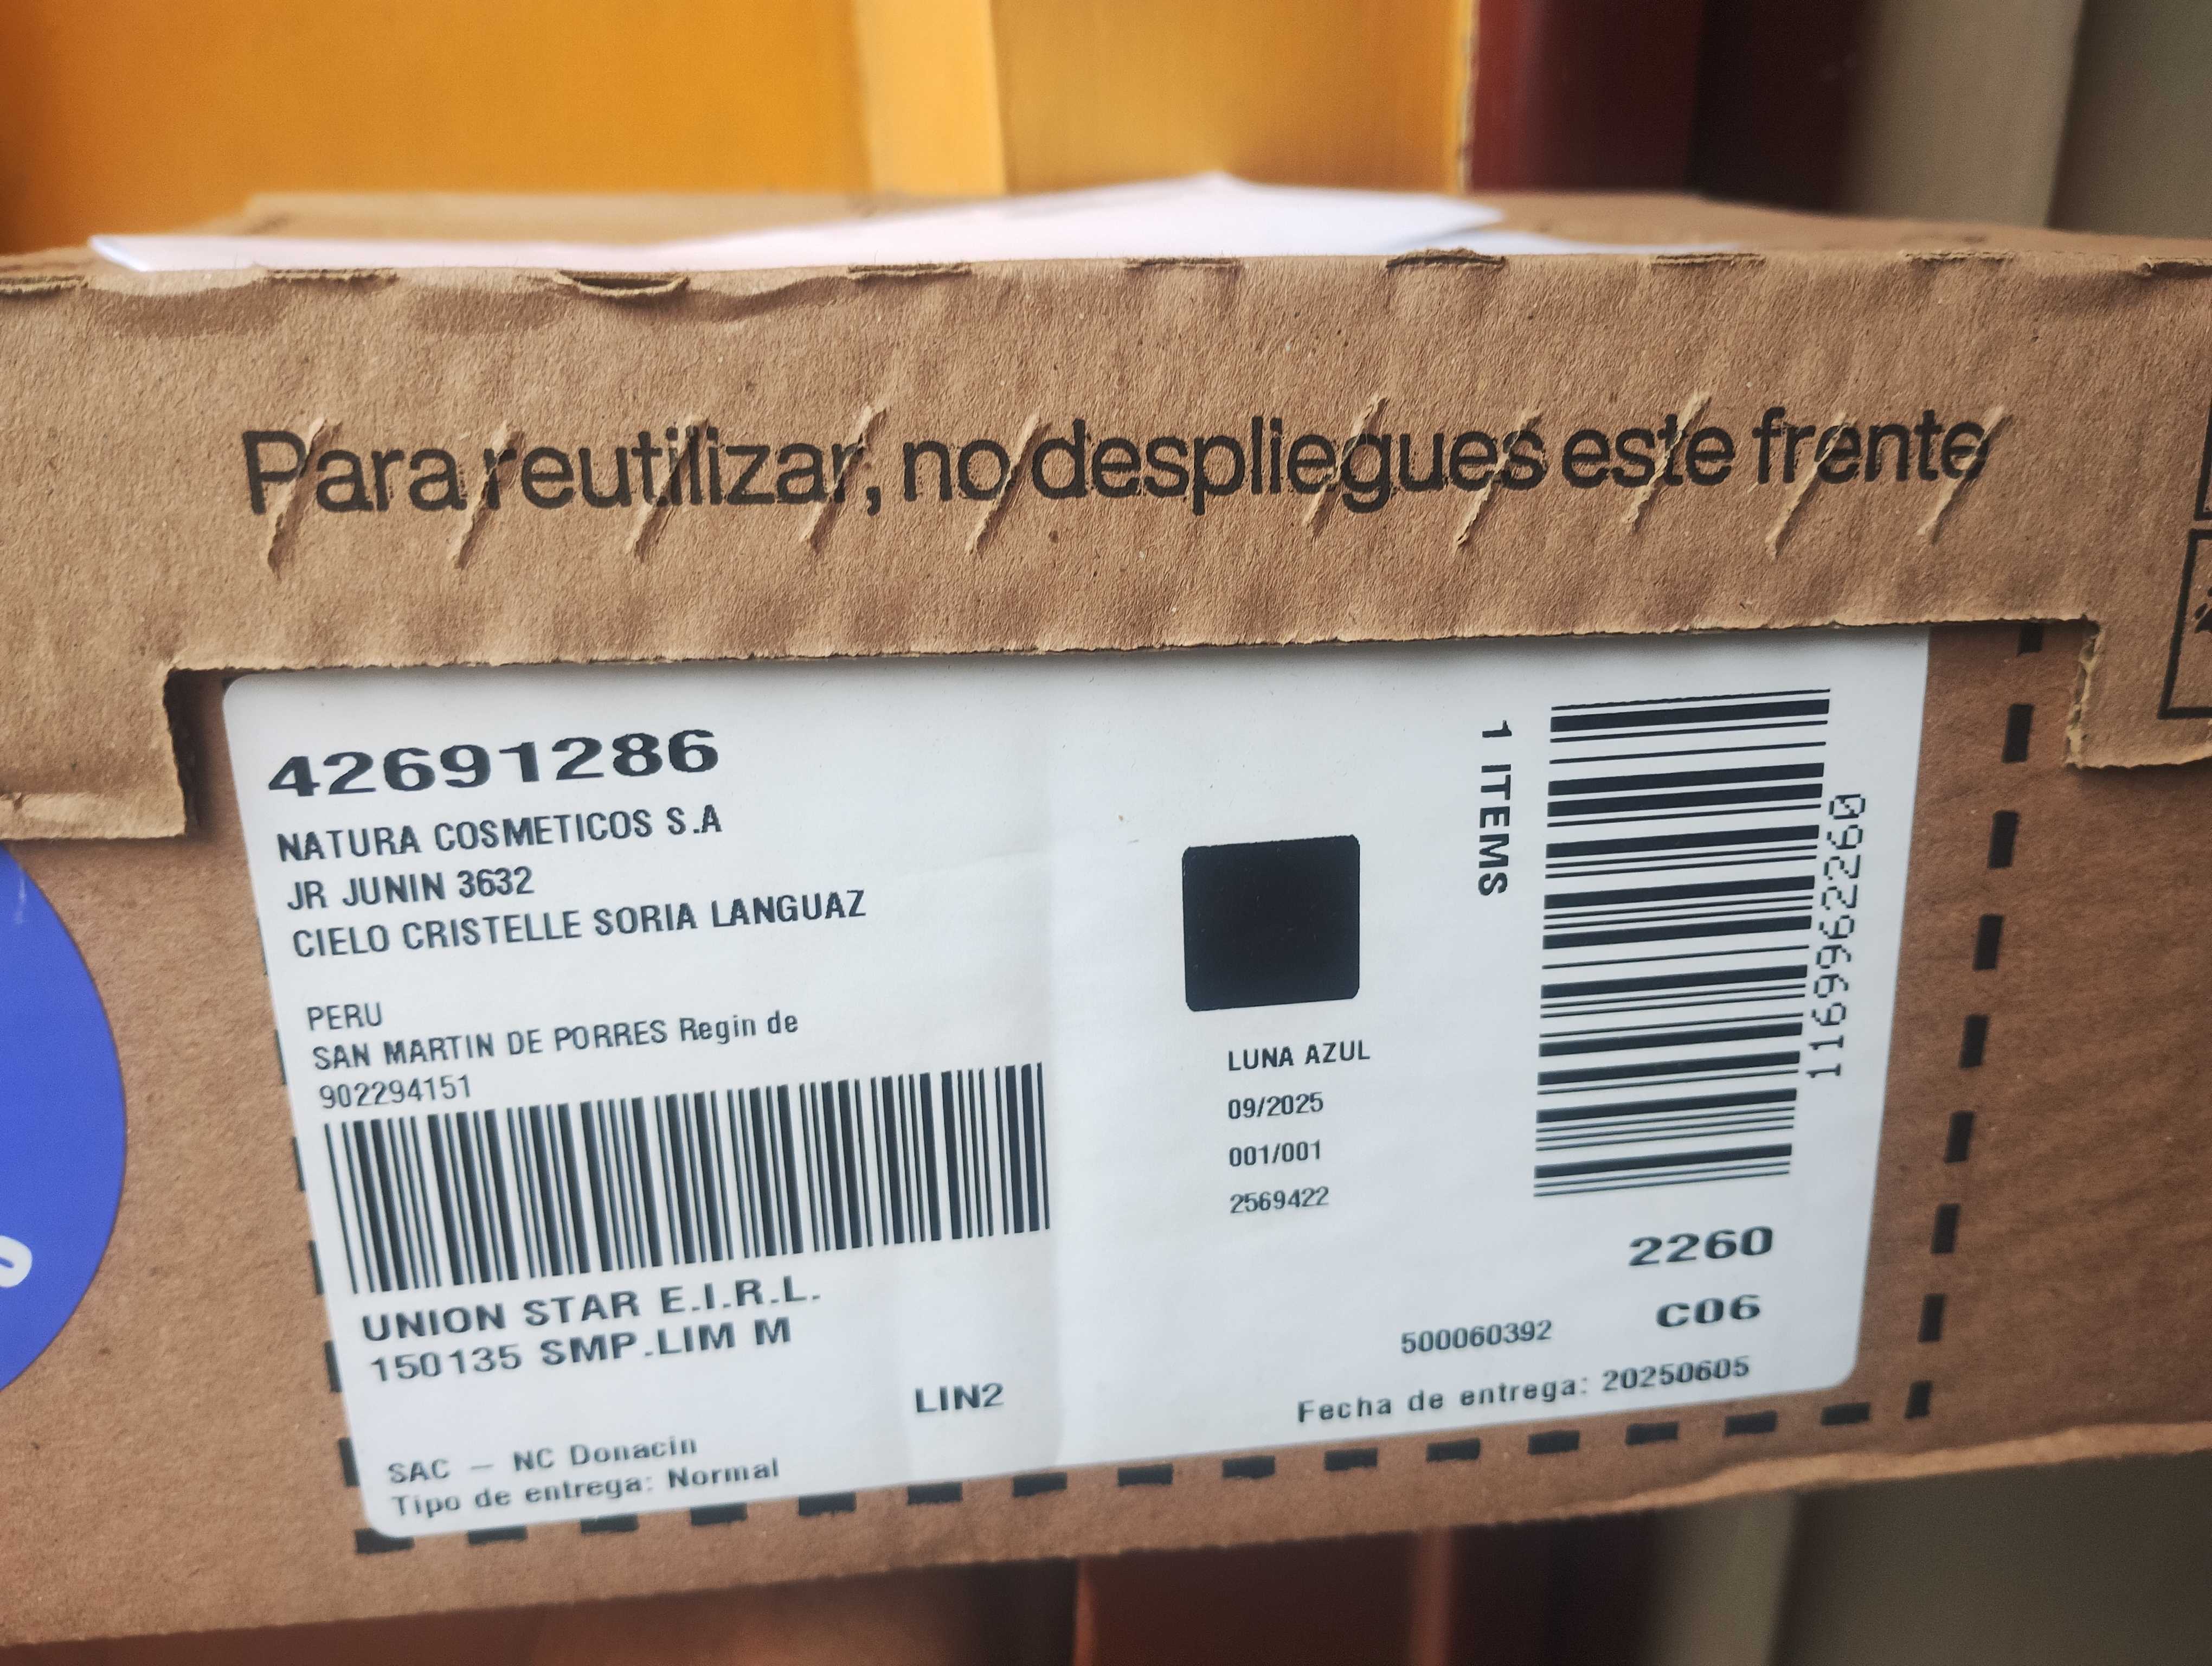 Para reutilizar, no despliegues este frente
42691286
NATURA COSMETICOS S.A
JR JUNIN 3632
CIELO CRISTELLE SORIA LANGUAZ
PERU
SAN MARTIN DE PORRES Regin de
902294151
UNION STAR E.I.R.L.
150135 SMP.LIM M
LIN2
SAC - NC Donacin
Tipo de entrega: Normal
LUNA AZUL
09/2025
001/001
2569422
1 ITEMS
11699622260
2260
C06
500060392
Fecha de entrega: 20250605